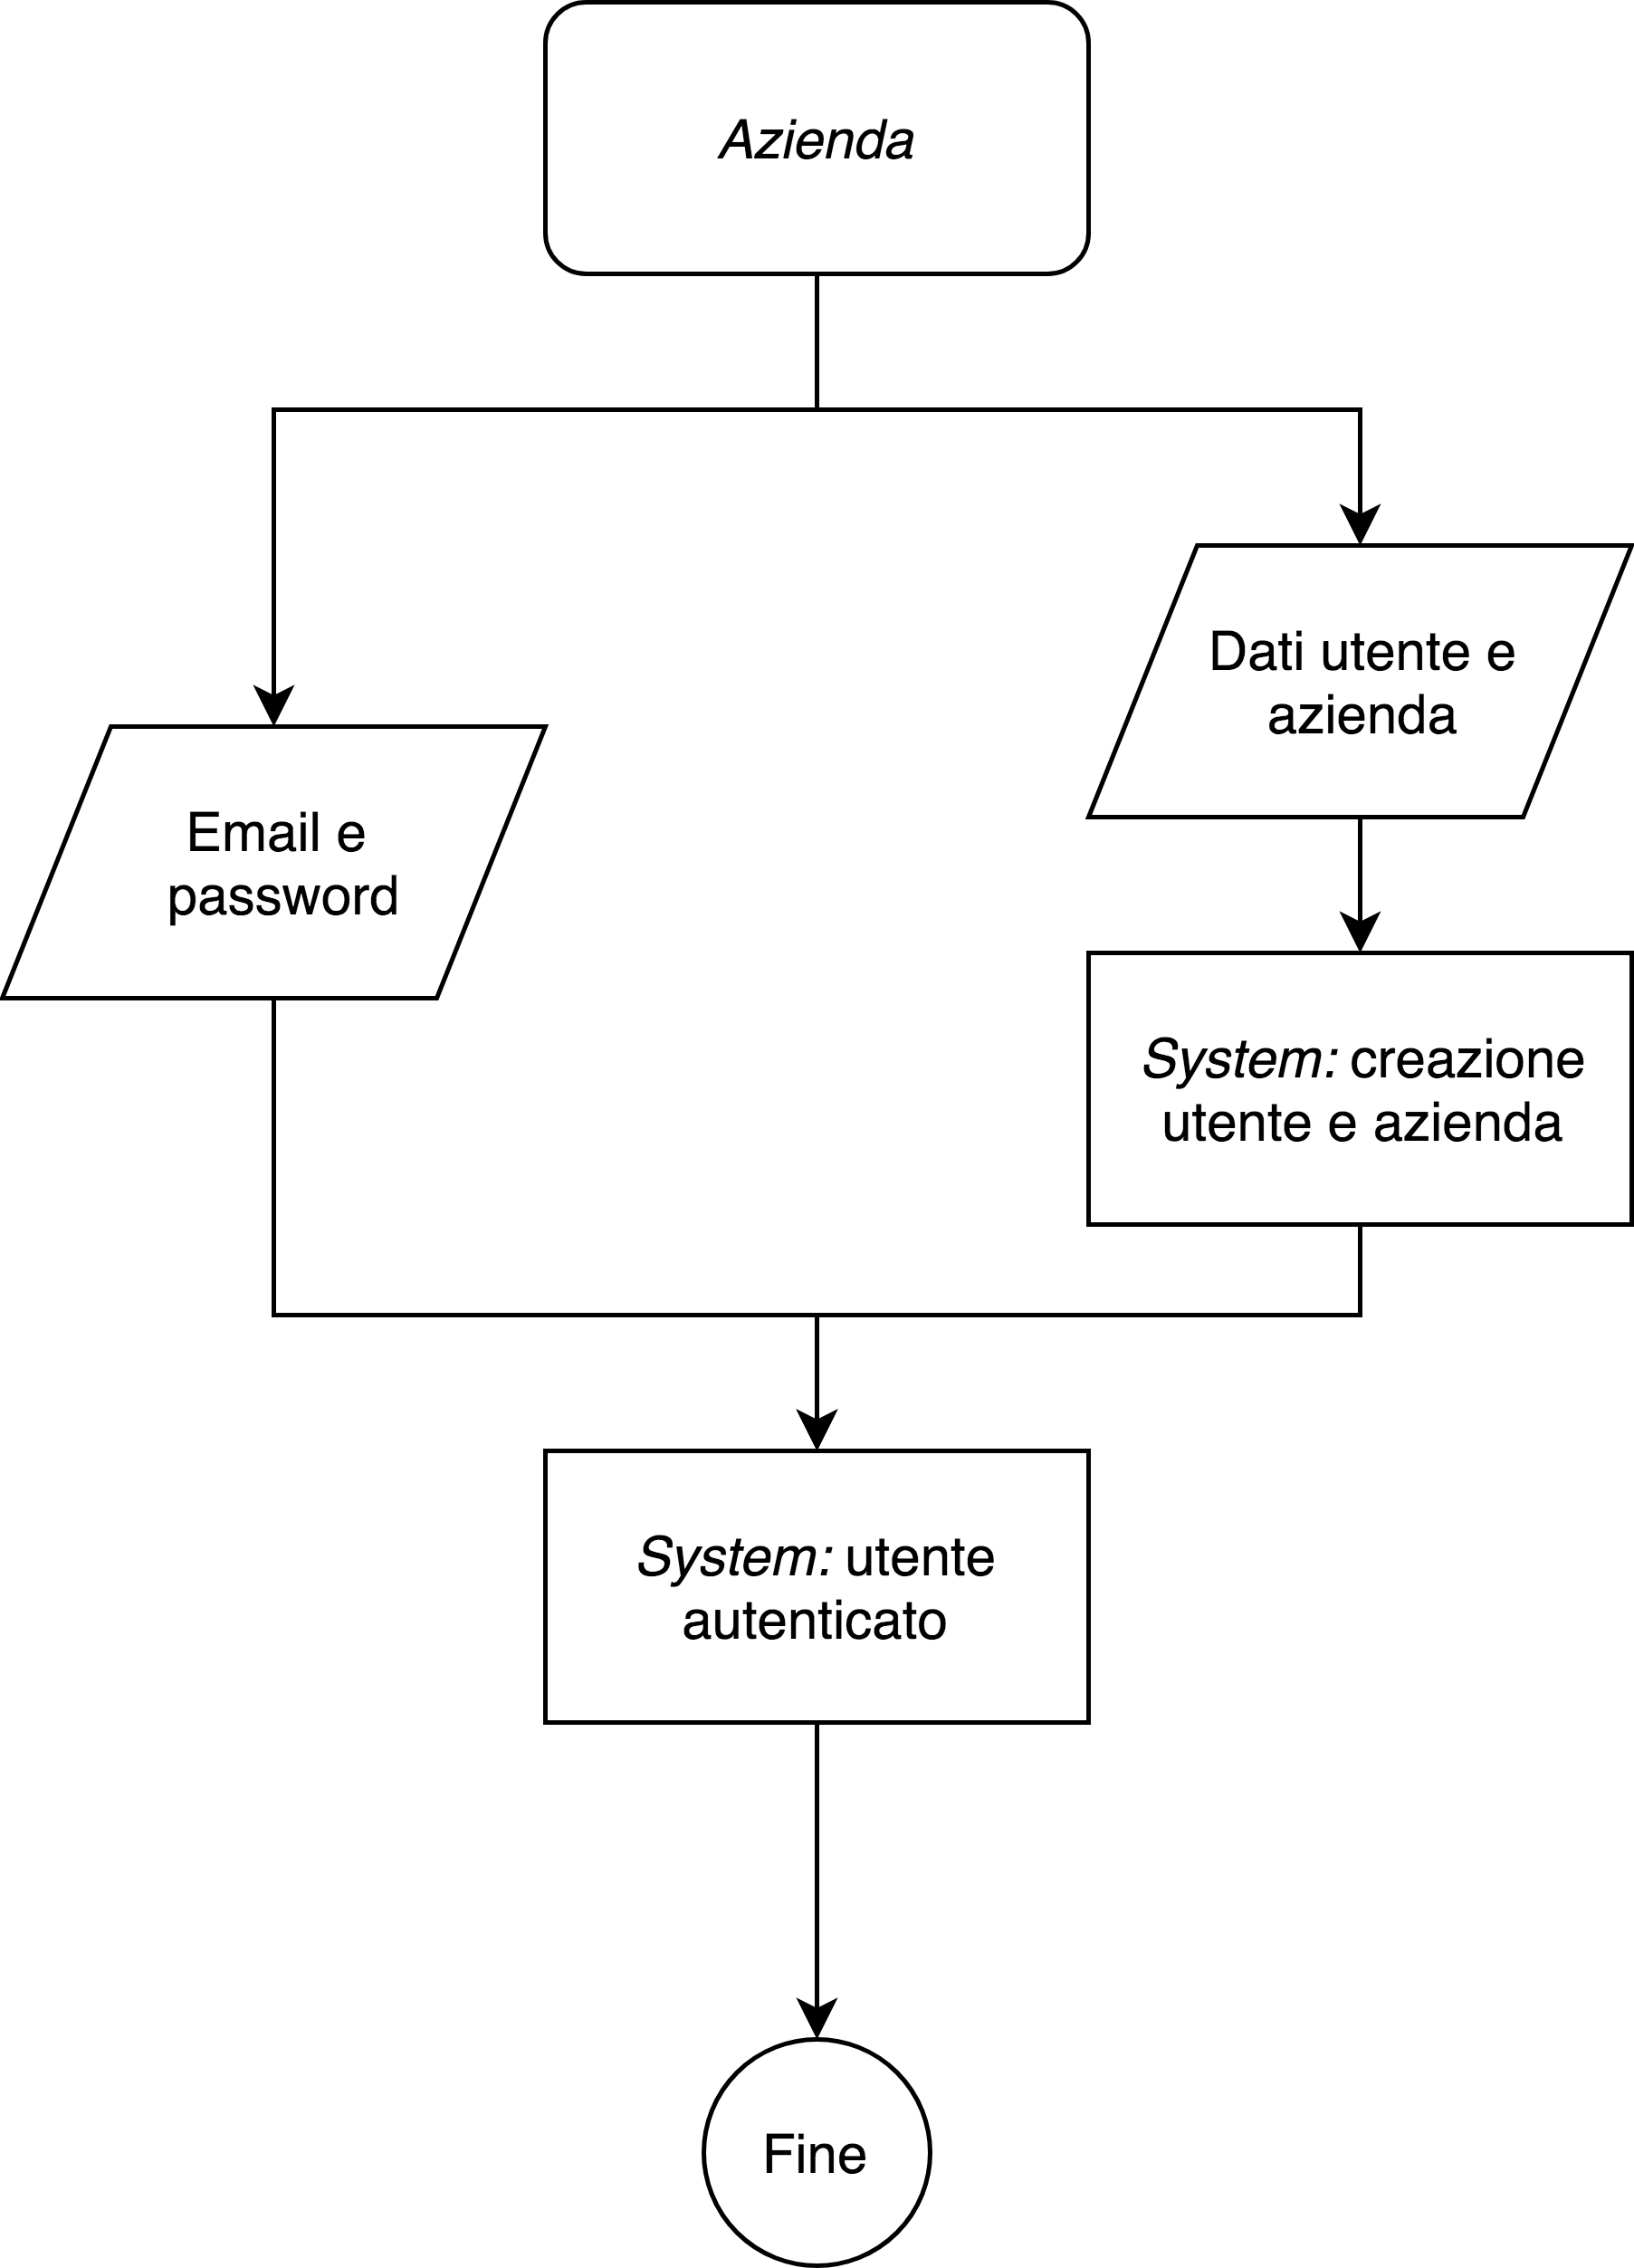 Azienda
Dati utente e
azienda
Email e
password
System: creazione
utente e azienda
System: utente
autenticato
Fine